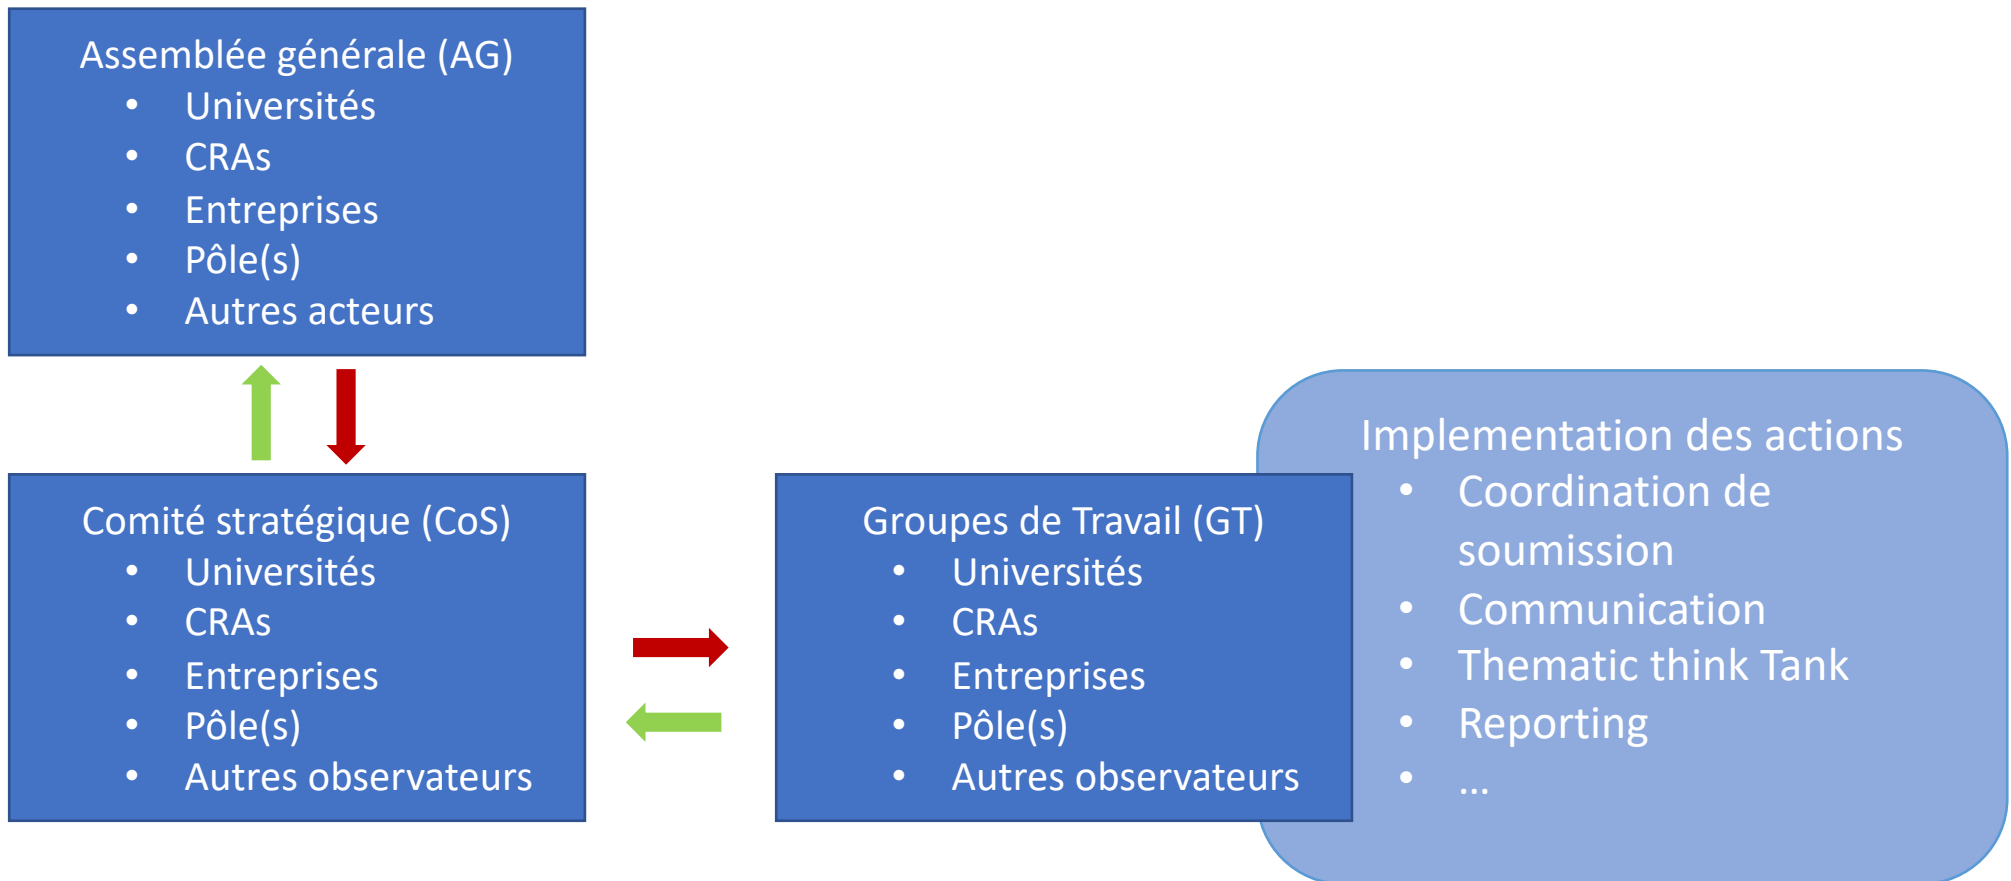 Assemblée générale (AG)
• Universités
• CRAs
• Entreprises
• Pôle(s)
• Autres acteurs
Comité stratégique (CoS)
• Universités
• CRAs
• Entreprises
• Pôle(s)
• Autres observateurs
Groupes de Travail (GT)
• Universités
• CRAs
• Entreprises
• Pôle(s)
• Autres observateurs
Implementation des actions
• Coordination de
soumission
• Communication
• Thematic think Tank
• Reporting
• ...